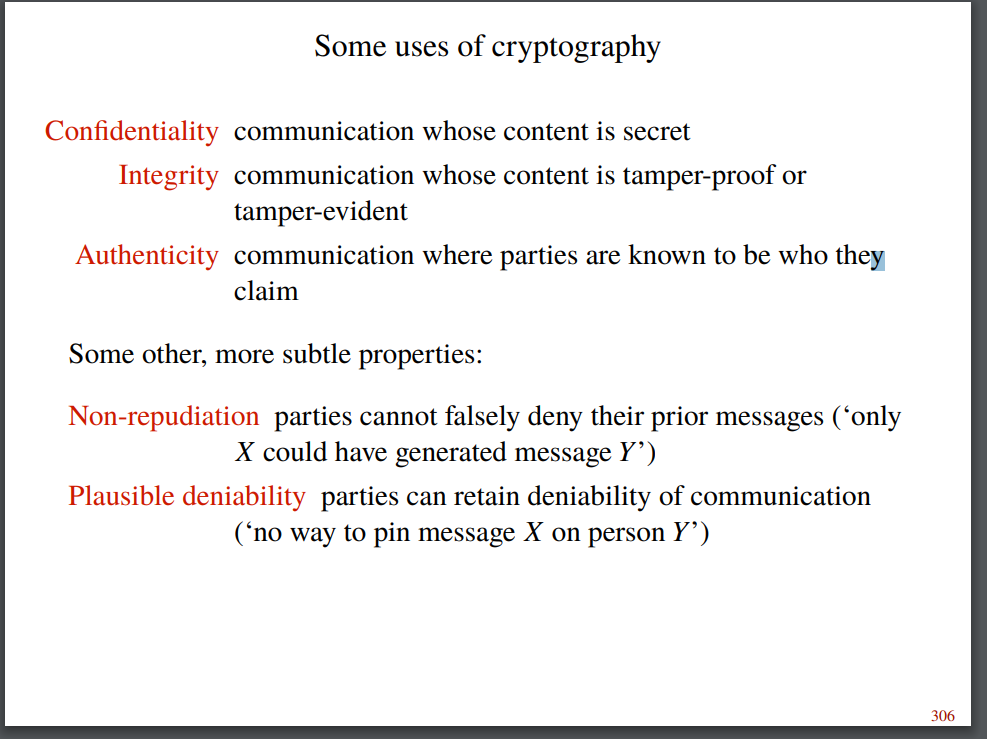 Some uses of cryptography
Confidentiality communication whose content is secret
Integrity communication whose content is tamper-proof or
tamper-evident
Authenticity communication where parties are known to be who they
claim
Some other, more subtle properties:
Non-repudiation parties cannot falsely deny their prior messages (‘only
X could have generated message Y’)
Plausible deniability parties can retain deniability of communication
(‘no way to pin message X on person Y’)
306